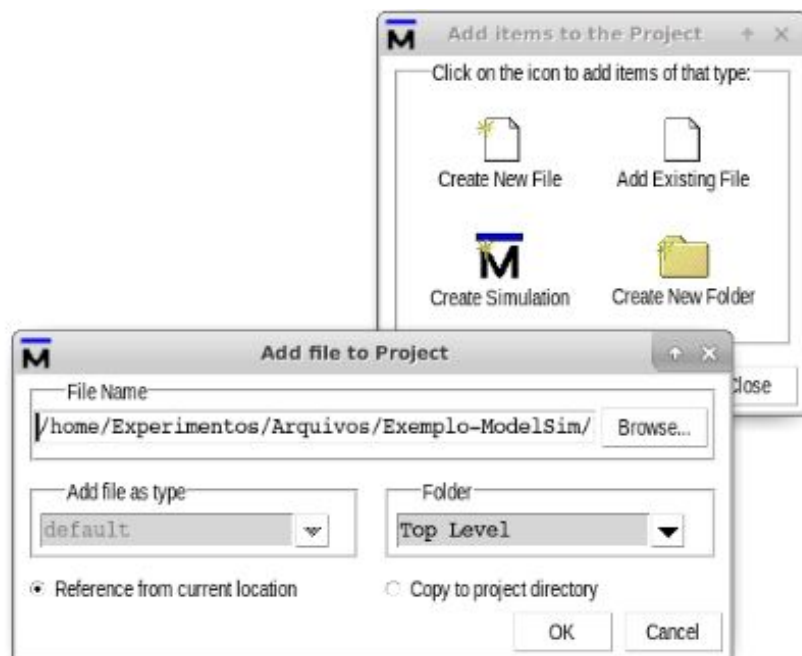 M Add items to the Project
Click on the icon to add items of that type:
Create New File Add Existing File
M
Create Simulation Create New Folder
Close
M Add file to Project
File Name
/home/Experimentos/Arquivos/Exemplo-ModelSim/ Browse...
Add file as type Folder
default Top Level
Reference from current location Copy to project directory
OK Cancel